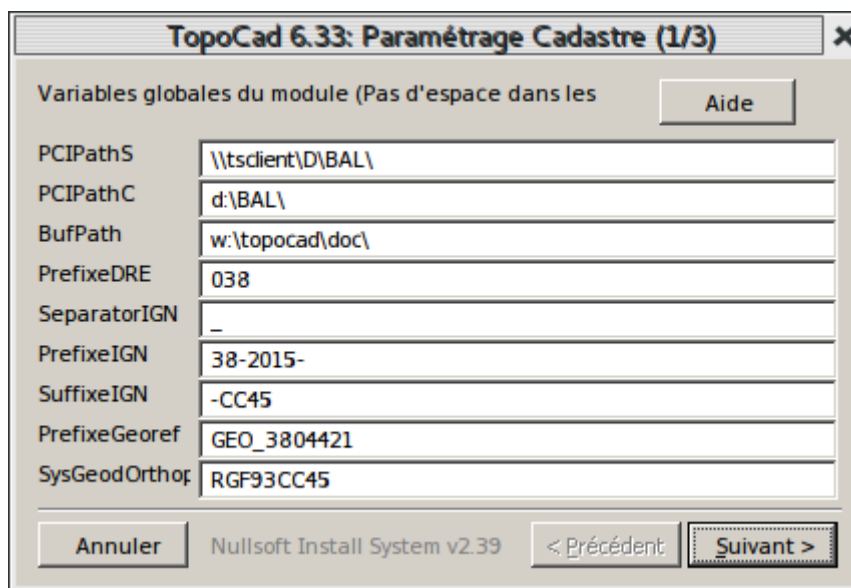 TopoCad 6.33: Paramétrage Cadastre (1/3)
Variables globales du module (Pas d'espace dans les
Aide
PCIPathS \\tsclient\D\BAL\
PCIPathC d:\BAL\
BufPath w:\topocad\doc\
PrefixeDRE 038
SeparatorIGN _
PrefixeIGN 38-2015-
SuffixeIGN -CC45
PrefixeGeoref GEO_3804421
SysGeodOrthop RGF93CC45
Annuler Nullsoft Install System v2.39 < Précédent Suivant >